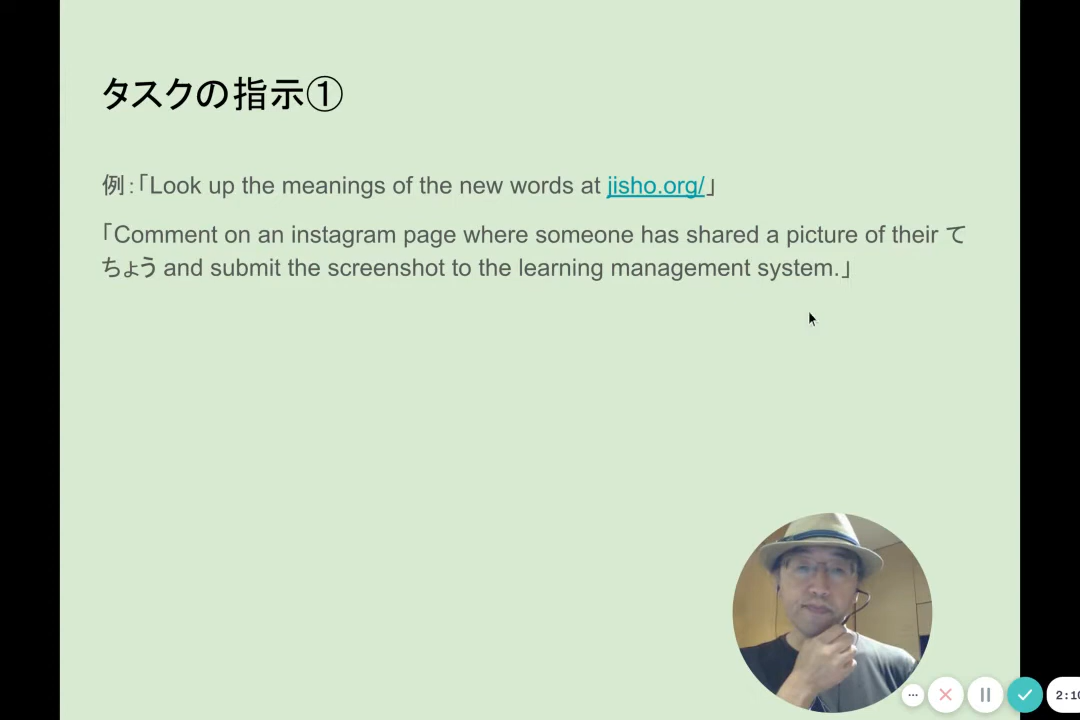 タスクの指示①
例：「Look up the meanings of the new words at jisho.org/」
「Comment on an instagram page where someone has shared a picture of their て
ちょう and submit the screenshot to the learning management system.」